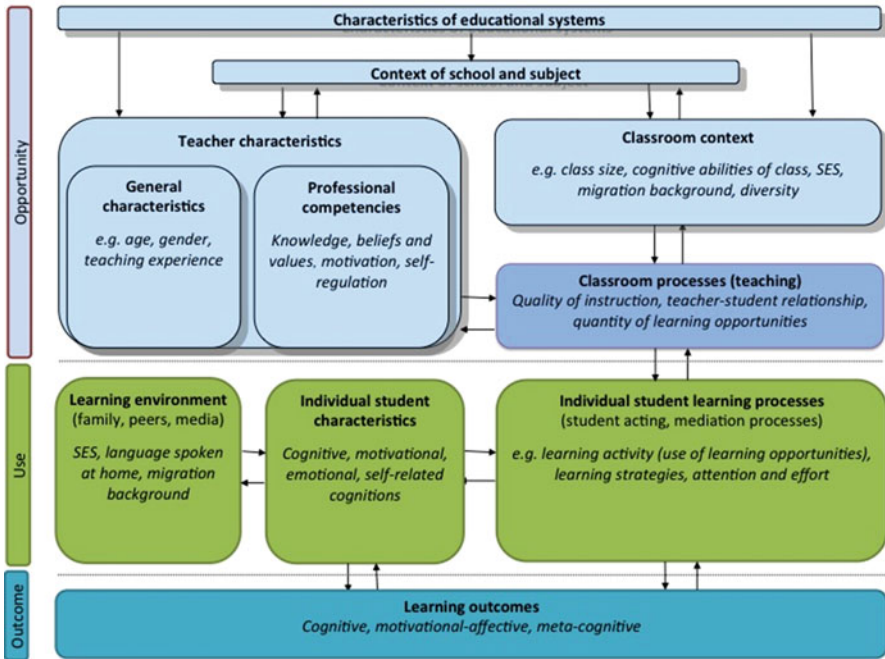 Characteristics of educational systems
Context of school and subject
Opportunity
Teacher characteristics
General
characteristics
e.g. age, gender,
teaching experience
Professional
competencies
Knowledge, beliefs and
values, motivation, self-
regulation
Classroom context
e.g. class size, cognitive abilities of class, SES,
migration background, diversity
Classroom processes (teaching)
Quality of instruction, teacher-student relationship,
quantity of learning opportunities
Use
Learning environment
(family, peers, media)
SES, language spoken
at home, migration
background
Individual student
characteristics
Cognitive, motivational,
emotional, self-related
cognitions
Individual student learning processes
(student acting, mediation processes)
e.g. learning activity (use of learning opportunities),
learning strategies, attention and effort
Outcome
Learning outcomes
Cognitive, motivational-affective, meta-cognitive